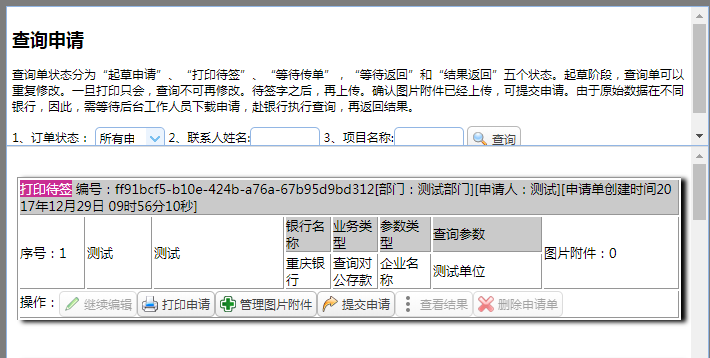 查询申请
查询单状态分为“起草申请”、“打印待签”、“等待传单”，“等待返回”和“结果返回”五个状态。起草阶段，查询单可以
重复修改。一旦打印只会，查询不可再修改。待签字之后，再上传。确认图片附件已经上传，可提交申请。由于原始数据在不同
银行，因此，需等待后台工作人员下载申请，赴银行执行查询，再返回结果。
1、订单状态： 所有申 2、联系人姓名: 3、项目名称: 查询
打印待签 编号：ff91bcf5-b10e-424b-a76a-67b95d9bd312[部门：测试部门][申请人：测试][申请单创建时间20
17年12月29日 09时56分10秒]
序号：1 测试 测试 银行名称 业务类型 参数类型 查询参数 图片附件：0
重庆银行 查询对公存款 企业名称 测试单位
操作： 继续编辑 打印申请 管理图片附件 提交申请 查看结果 删除申请单